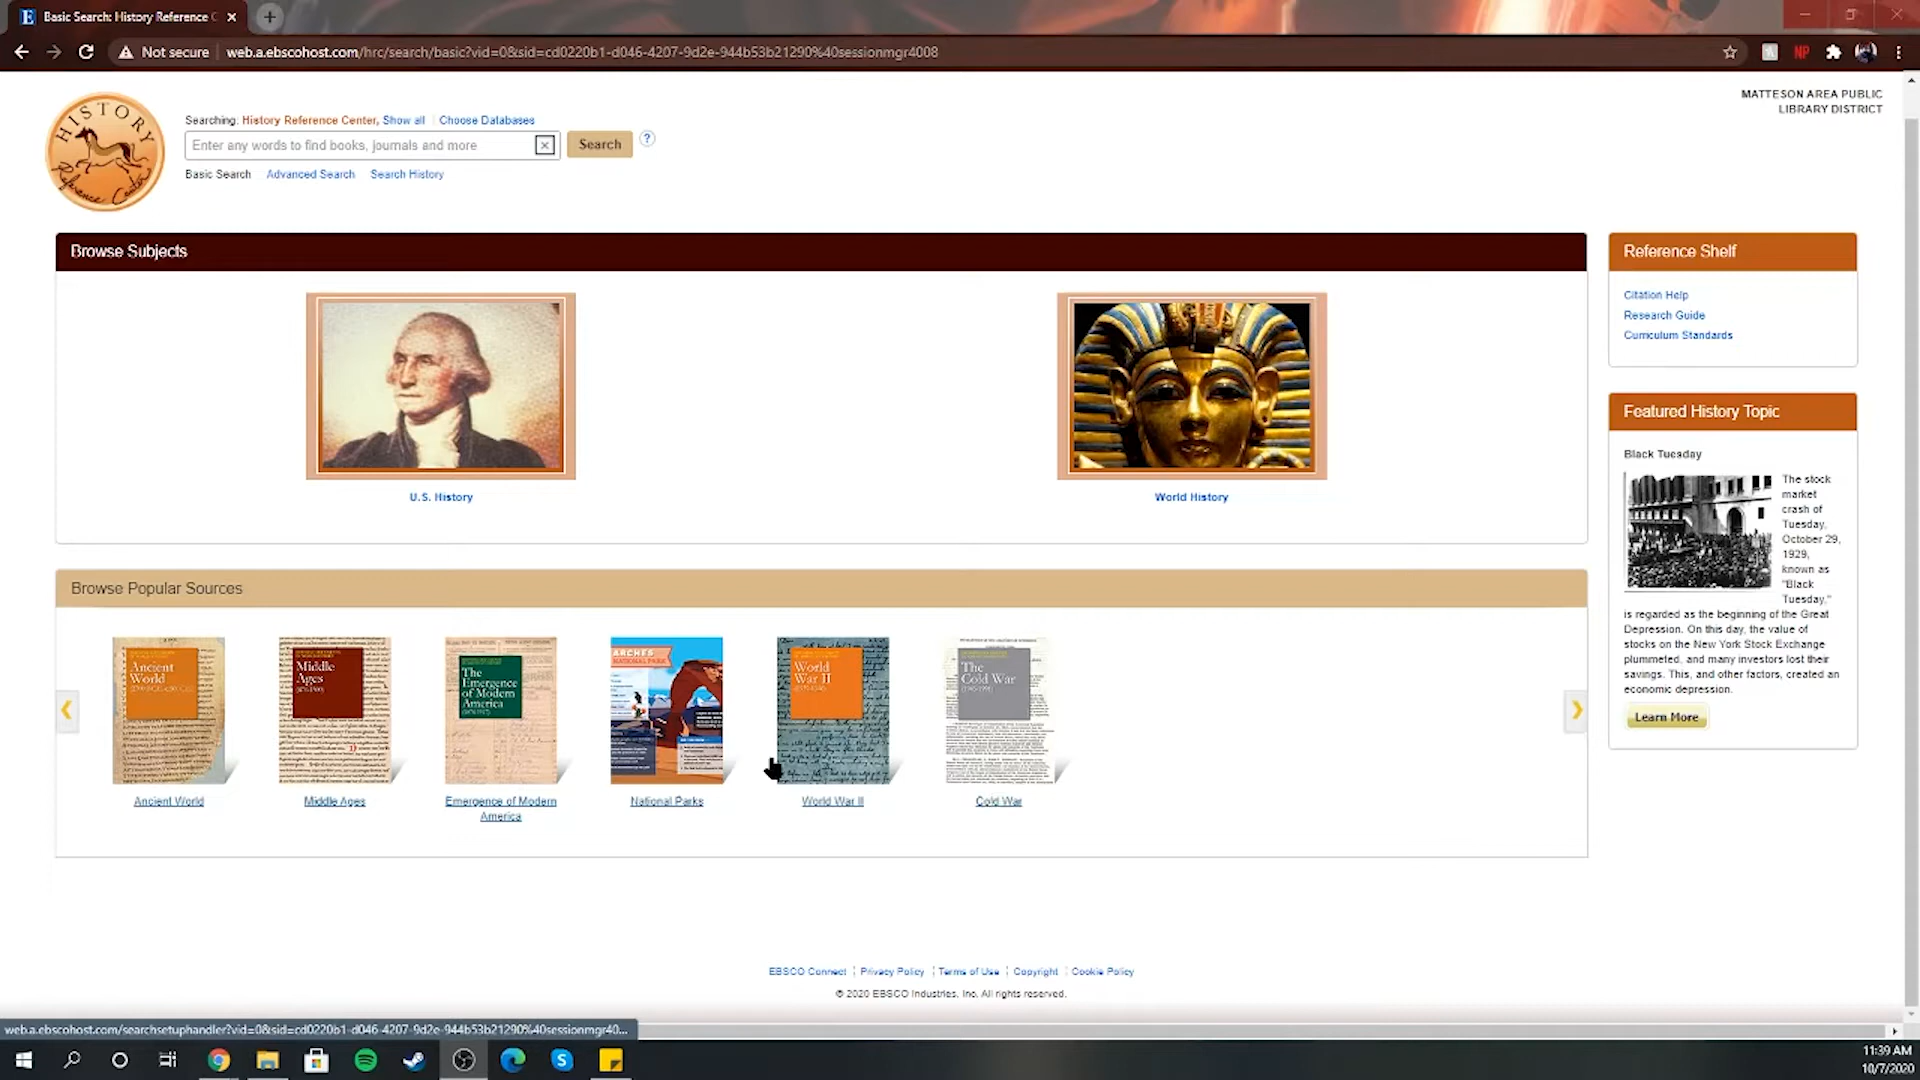 Basic Search: History Reference C
Not secure
web.a.ebscohost.com/hrc/search/basic?vid=0&sid=cd0220b1-d046-4207-9d2e-944b53b21290%40sessionmgr4008
NP
MATTESON AREA PUBLIC
LIBRARY DISTRICT
HISTORY
Reference Center
Searching: History Reference Center, Show all
Choose Databases
Enter any words to find books, journals and more
Search
?
Basic Search
Advanced Search
Search History
Browse Subjects
U.S. History
World History
Browse Popular Sources
Ancient
World
Middle
Ages
The
Emergence
of Modern
America
ARCHES
NATIONAL PARK
World
War II
The
Cold War
Ancient World
Middle Ages
Emergence of Modern
America
National Parks
World War II
Cold War
Reference Shelf
Citation Help
Research Guide
Curriculum Standards
Featured History Topic
Black Tuesday
The stock
market
crash of
Tuesday,
October 29,
1929,
known as
"Black
Tuesday,"
is regarded as the beginning of the Great
Depression. On this day, the value of
stocks on the New York Stock Exchange
plummeted, and many investors lost their
savings. This, and other factors, created an
economic depression.
Learn More
EBSCO Connect
Privacy Policy
Terms of Use
Copyright
Cookie Policy
© 2020 EBSCO Industries, Inc. All rights reserved.
web.a.ebscohost.com/searchsetuphandler?vid=0&sid=cd0220b1-d046-4207-9d2e-944b53b21290%40sessionmgr40...
11:39 AM
10/7/2020